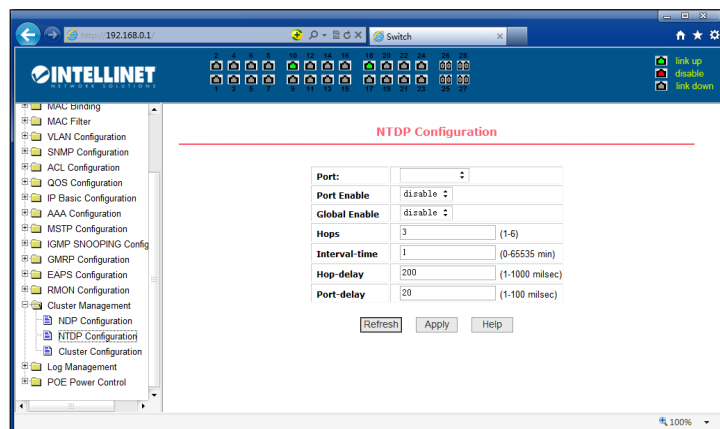 http://192.168.0.1/
Switch
INTELLINET
NETWORK SOLUTIONS
2 4 6 8 10 12 14 16 18 20 22 24 26 28
1 3 5 7 9 11 13 15 17 19 21 23 25 27
link up
disable
link down
MAC Binding
MAC Filter
VLAN Configuration
SNMP Configuration
ACL Configuration
QOS Configuration
IP Basic Configuration
AAA Configuration
MSTP Configuration
IGMP SNOOPING Config
GMRP Configuration
EAPS Configuration
RMON Configuration
Cluster Management
NDP Configuration
NTDP Configuration
Cluster Configuration
Log Management
POE Power Control
NTDP Configuration
Port:
Port Enable disable
Global Enable disable
Hops 3 (1-6)
Interval-time 1 (0-65535 min)
Hop-delay 200 (1-1000 milsec)
Port-delay 20 (1-100 milsec)
Refresh Apply Help
100%